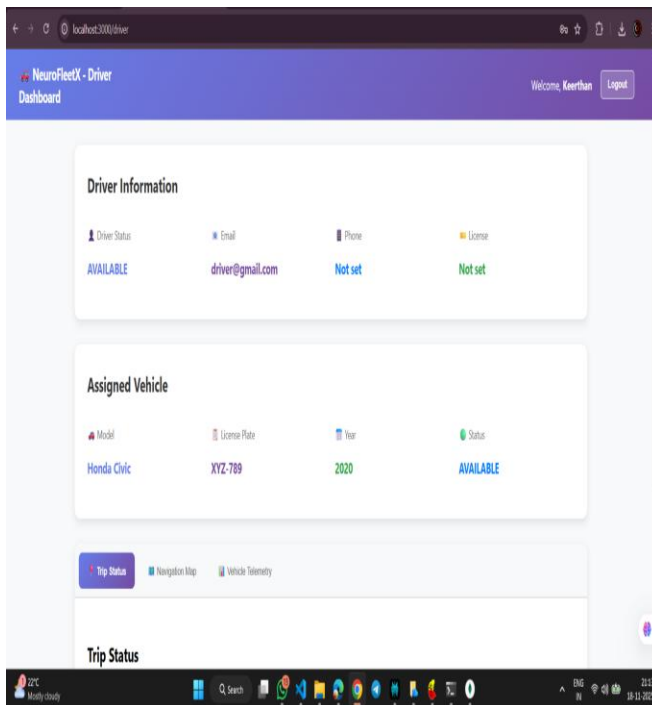 localhost:3000/driver
NeuroFleetX - Driver
Dashboard
Welcome, Keerthan
Logout
Driver Information
Driver Status
Email
Phone
License
AVAILABLE
driver@gmail.com
Not set
Not set
Assigned Vehicle
Model
License Plate
Year
Status
Honda Civic
XYZ-789
2020
AVAILABLE
Trip Status
Navigation Map
Vehicle Telemetry
Trip Status
22°C
Mostly cloudy
Search
ENG
IN